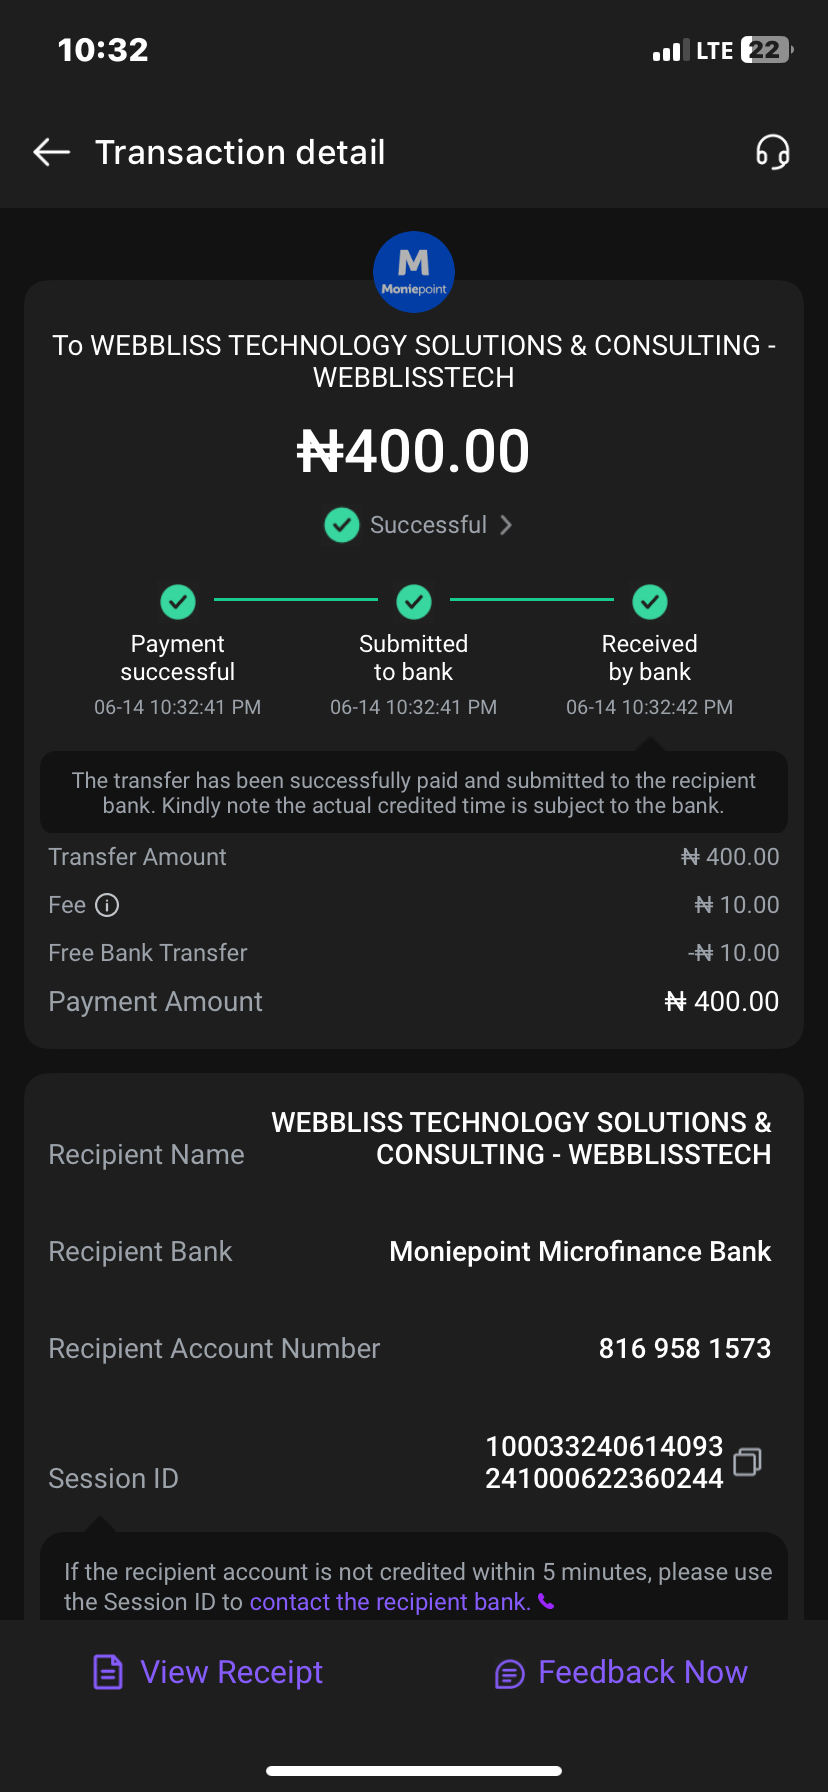 10:32
LTE 22
Transaction detail
M
Moniepoint
To WEBBLISS TECHNOLOGY SOLUTIONS & CONSULTING -
WEBBLISSTECH
₦400.00
Successful
Payment
successful
06-14 10:32:41 PM
Submitted
to bank
06-14 10:32:41 PM
Received
by bank
06-14 10:32:42 PM
The transfer has been successfully paid and submitted to the recipient
bank. Kindly note the actual credited time is subject to the bank.
Transfer Amount ₦ 400.00
Fee ₦ 10.00
Free Bank Transfer -₦ 10.00
Payment Amount ₦ 400.00
Recipient Name WEBBLISS TECHNOLOGY SOLUTIONS &
CONSULTING - WEBBLISSTECH
Recipient Bank Moniepoint Microfinance Bank
Recipient Account Number 816 958 1573
Session ID 100033240614093
241000622360244
If the recipient account is not credited within 5 minutes, please use
the Session ID to contact the recipient bank.
View Receipt
Feedback Now